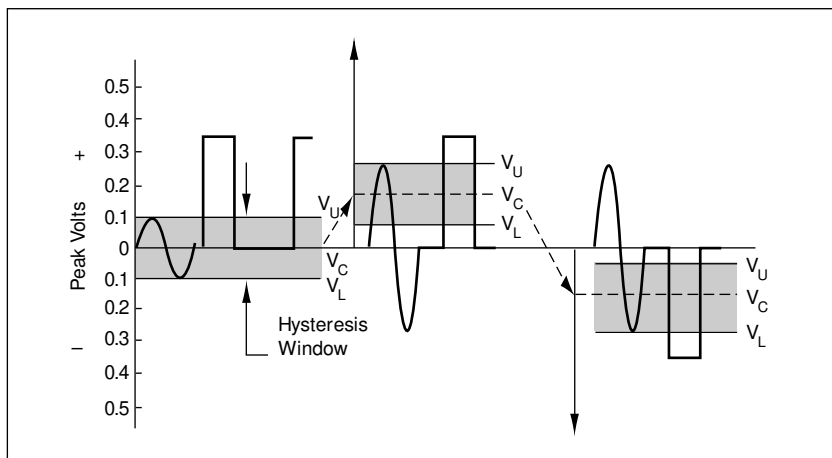 Peak Volts
+
–
0.5
0.4
0.3
0.2
0.1
0
0.1
0.2
0.3
0.4
0.5
V_U
V_C
V_L
Hysteresis
Window
V_U
V_C
V_L
V_U
V_C
V_L